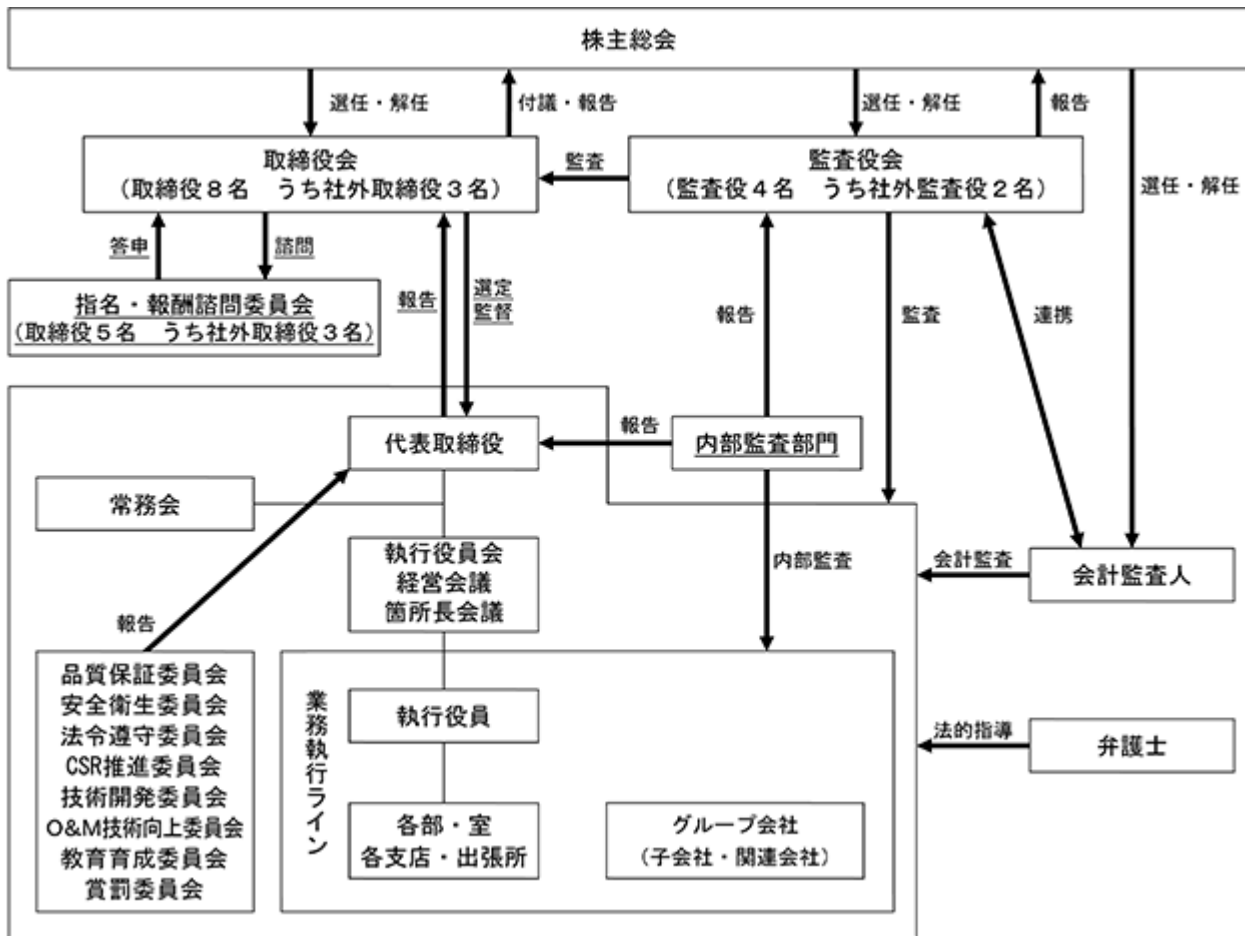 株主総会
選任・解任
付議・報告
選任・解任
報告
取締役会
（取締役８名　うち社外取締役３名）
監査
監査役会
（監査役４名　うち社外監査役２名）
選任・解任
答申
諮問
指名・報酬諮問委員会
（取締役５名　うち社外取締役３名）
報告
選定
監督
報告
監査
連携
代表取締役
報告
内部監査部門
常務会
執行役員会
経営会議
箇所長会議
内部監査
会計監査
会計監査人
報告
品質保証委員会
安全衛生委員会
法令遵守委員会
CSR推進委員会
技術開発委員会
O&M技術向上委員会
教育育成委員会
賞罰委員会
業務執行ライン
執行役員
各部・室
各支店・出張所
グループ会社
（子会社・関連会社）
法的指導
弁護士